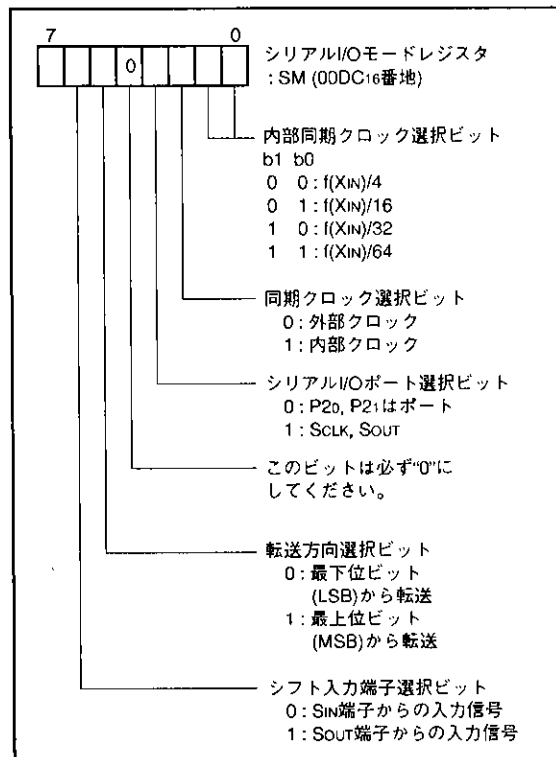 7 0
0
シリアルI/Oモードレジスタ
: SM (00DC16番地)
内部同期クロック選択ビット
b1 b0
0 0 : f(XIN)/4
0 1 : f(XIN)/16
1 0 : f(XIN)/32
1 1 : f(XIN)/64
同期クロック選択ビット
0 : 外部クロック
1 : 内部クロック
シリアルI/Oポート選択ビット
0 : P20, P21はポート
1 : SCLK, SOUT
このビットは必ず“0”に
してください。
転送方向選択ビット
0 : 最下位ビット
(LSB)から転送
1 : 最上位ビット
(MSB)から転送
シフト入力端子選択ビット
0 : SIN端子からの入力信号
1 : SOUT端子からの入力信号